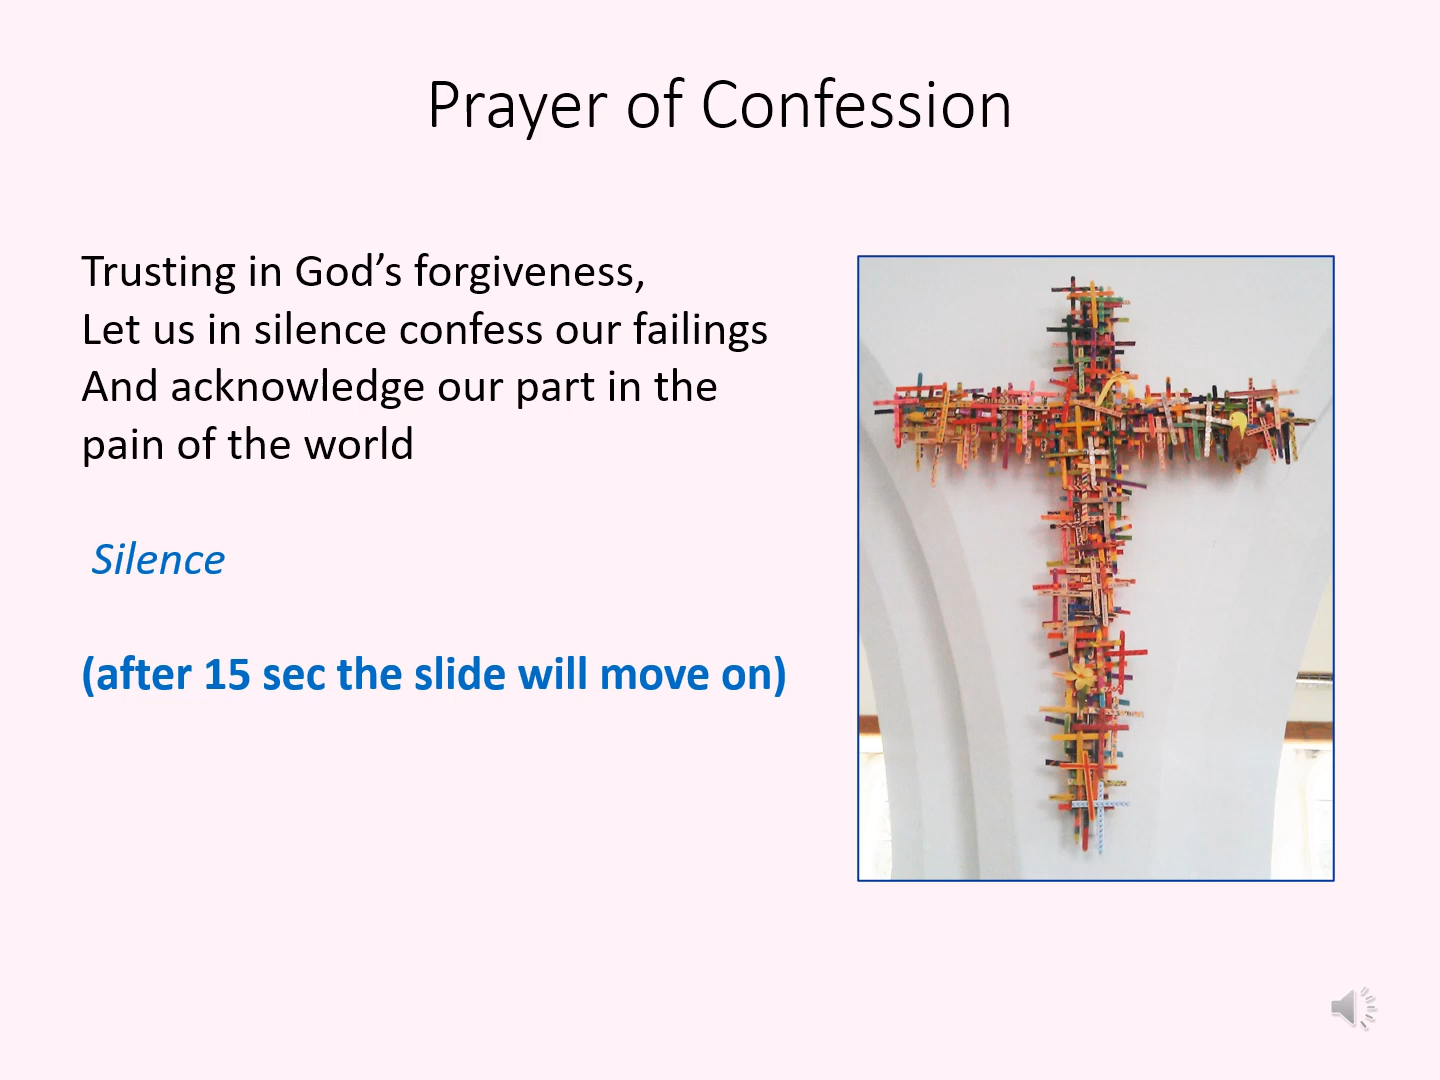 Prayer of Confession
Trusting in God’s forgiveness,
Let us in silence confess our failings
And acknowledge our part in the
pain of the world
Silence
(after 15 sec the slide will move on)